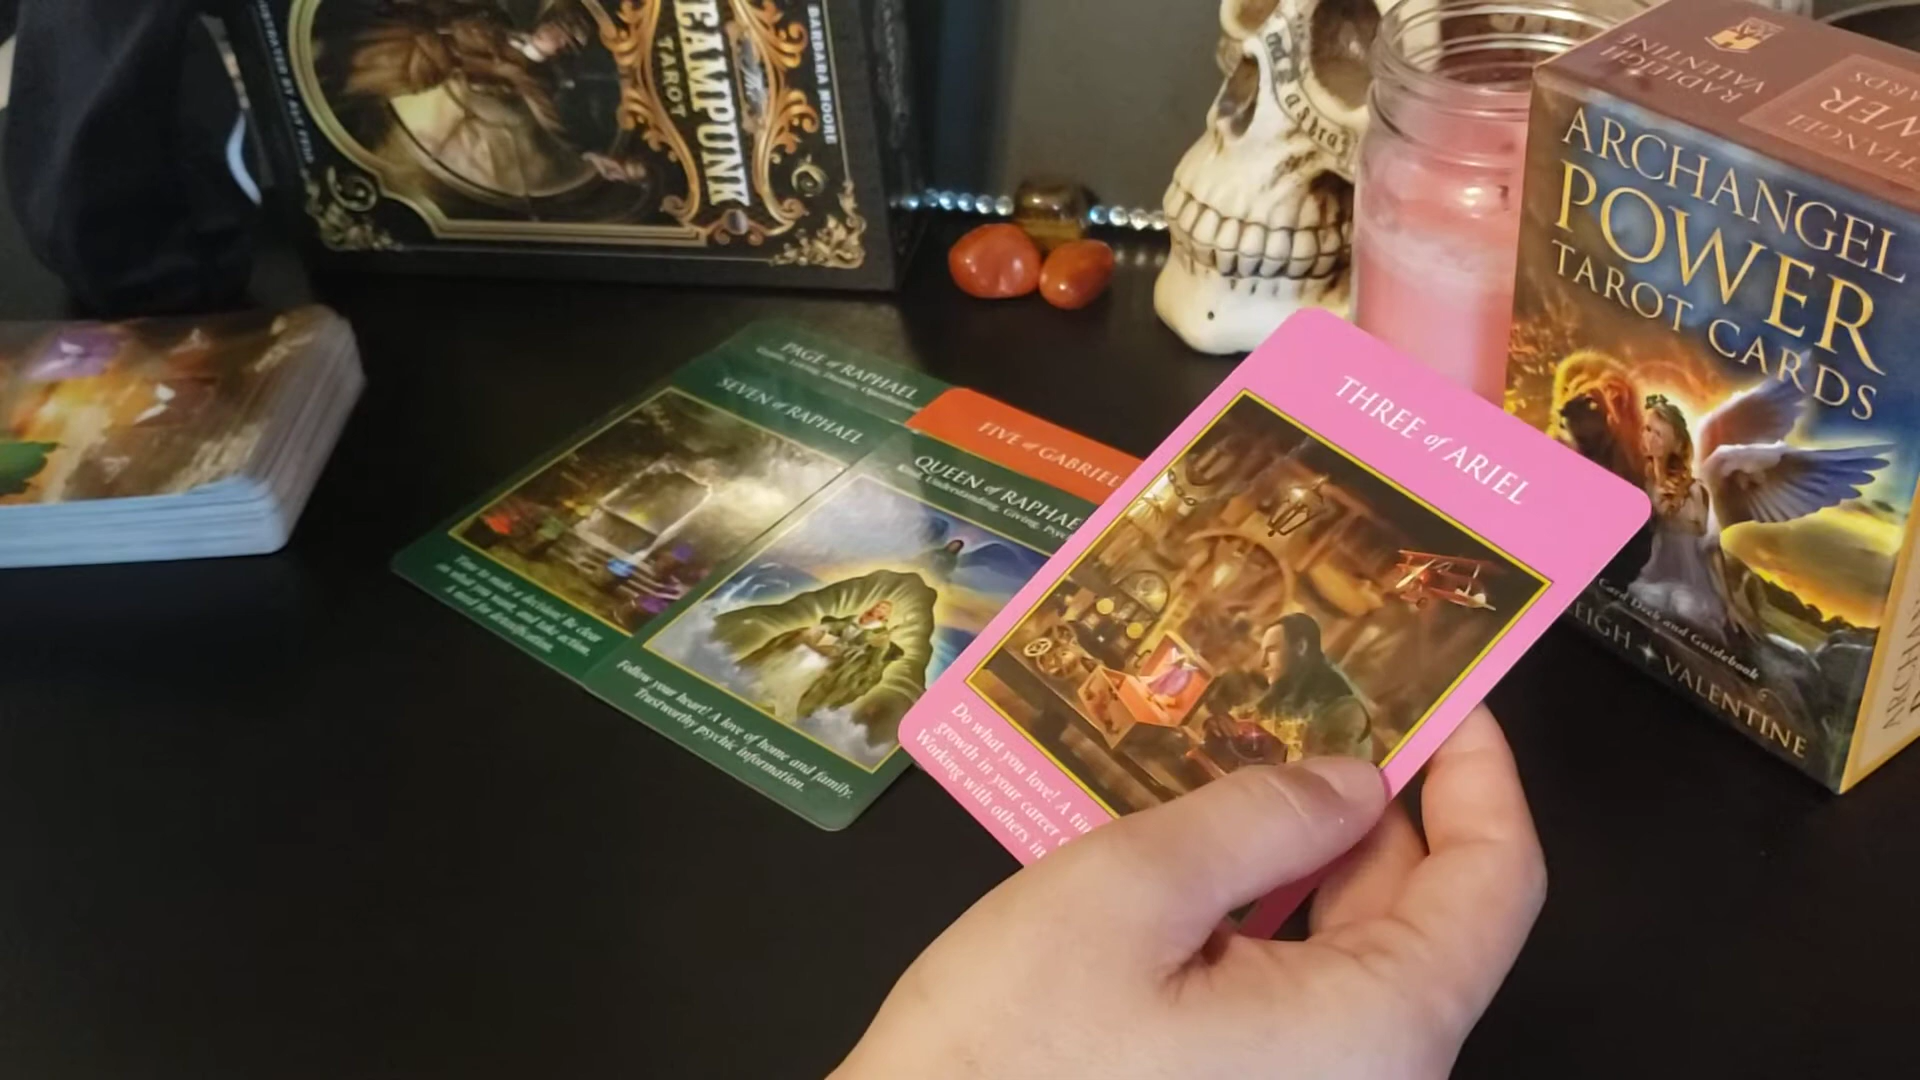 BARBARA MOORE
STEAMPUNK
TAROT
RADLEIGH
VALENTINE
ARCHANGEL
POWER
TAROT CARDS
Card Deck and Guidebook
VALENTINE
PAGE of RAPHAEL
SEVEN of RAPHAEL
Time to make a decision! Be clear
on what you want, and take action.
A need for
FIVE of GABRIEL
QUEEN of RAPHAEL
Understanding, Giving,
Follow your heart! A love of home and family.
Trustworthy psychic information.
THREE of ARIEL
Do what you love! A
growth in your career
Working with others in